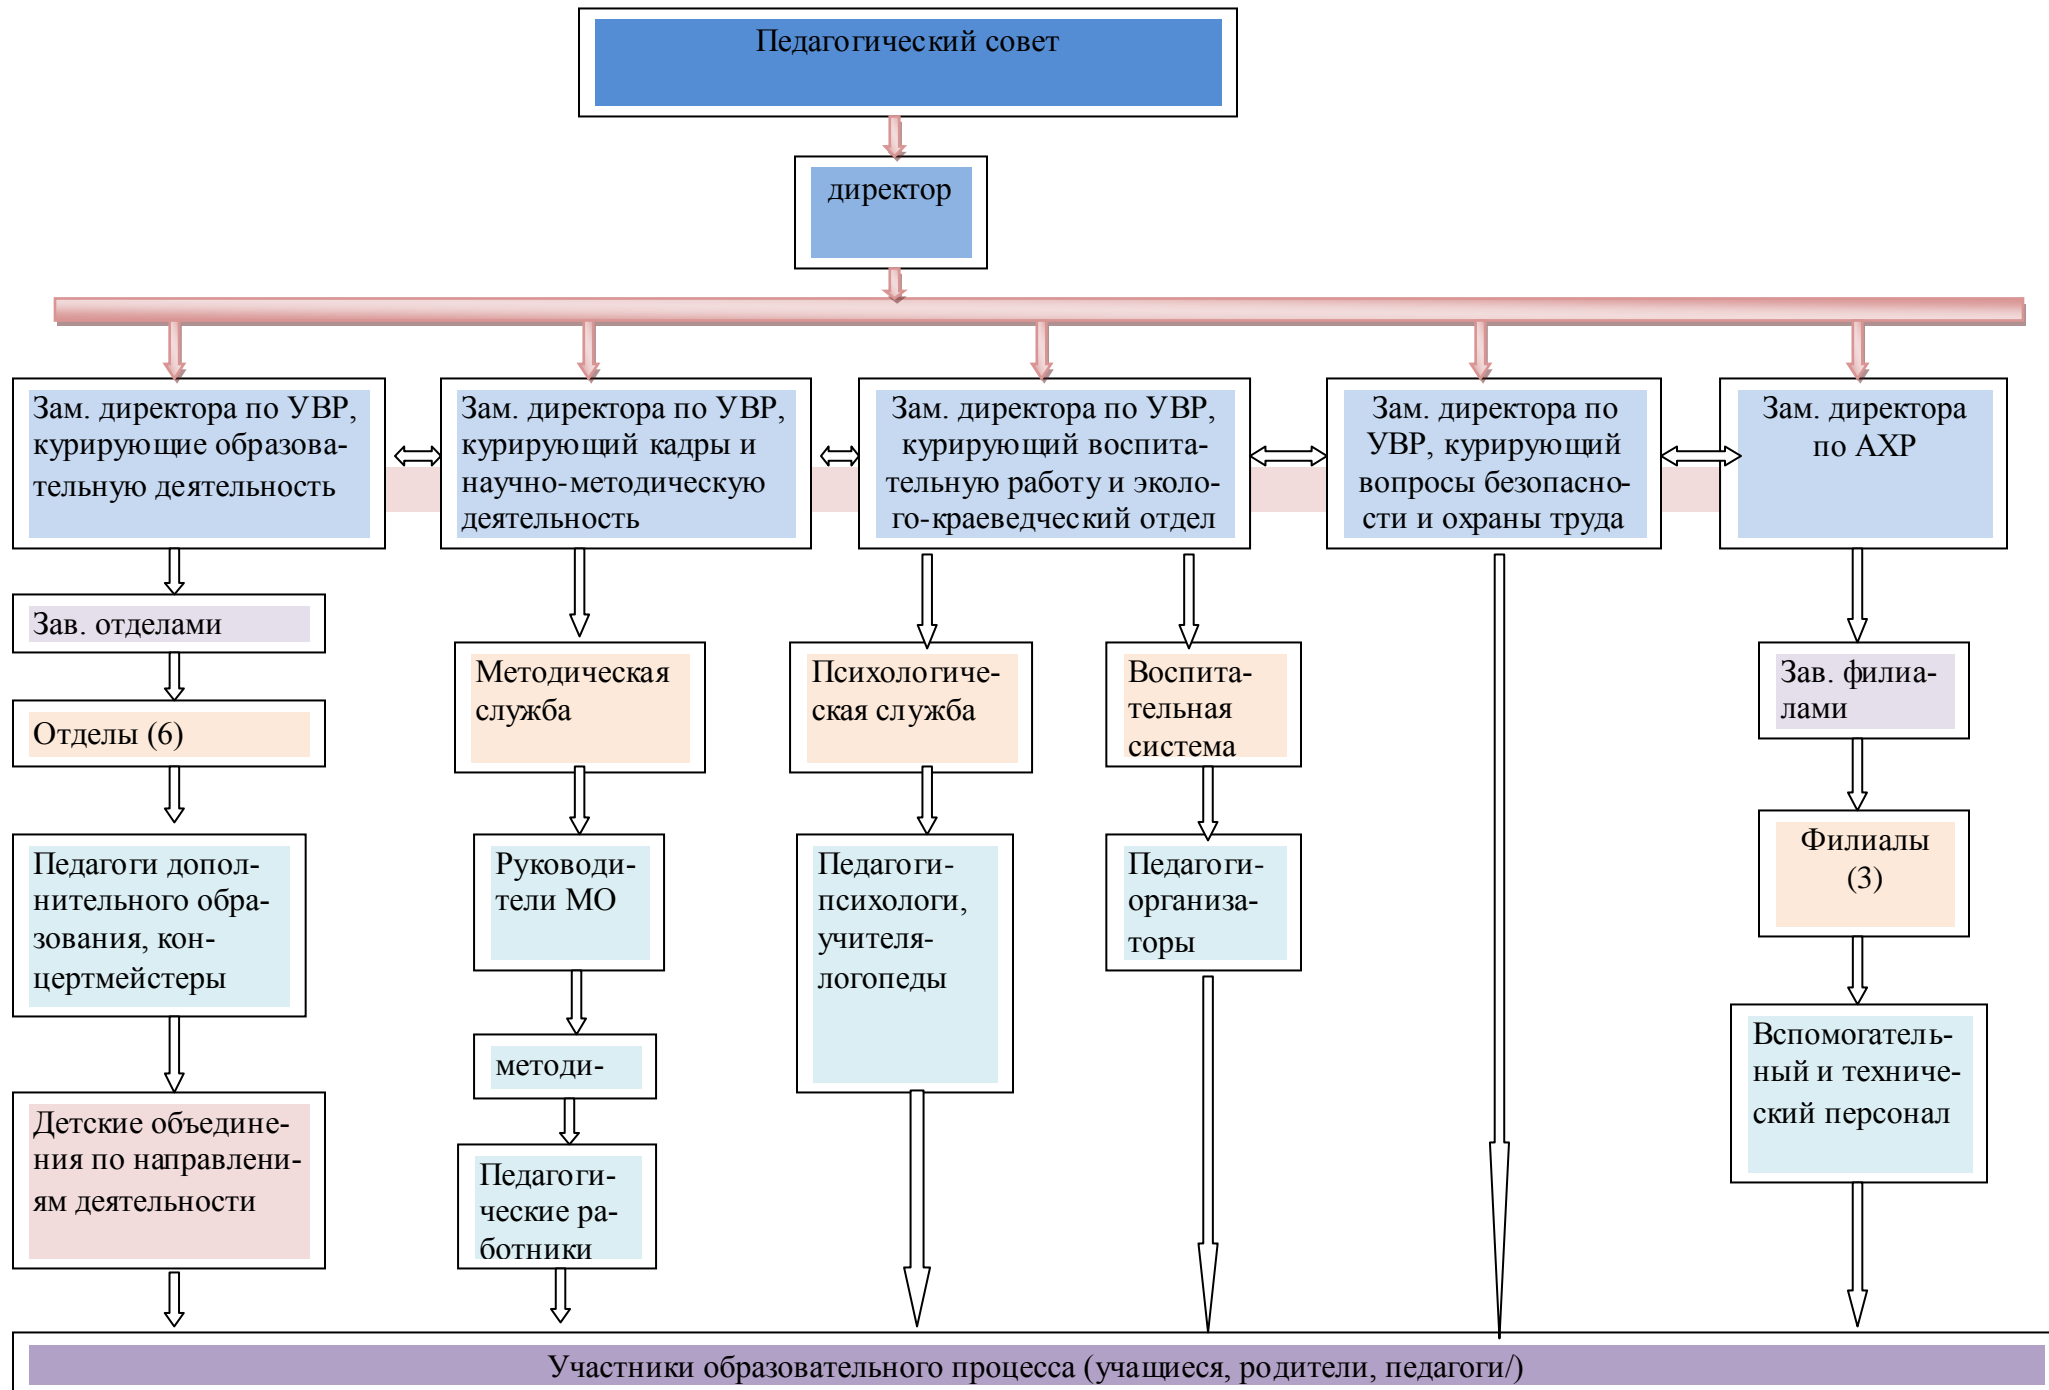 Педагогический совет
директор
Зам. директора по УВР,
курирующие образова-
тельную деятельность
Зам. директора по УВР,
курирующий кадры и
научно-методическую
деятельность
Зам. директора по УВР,
курирующий воспита-
тельную работу и эколо-
го-краеведческий отдел
Зам. директора по
УВР, курирующий
вопросы безопасно-
сти и охраны труда
Зам. директора
по АХР
Зав. отделами
Отделы (6)
Педагоги допол-
нительного обра-
зования, кон-
цертмейстеры
Детские объедине-
ния по направлени-
ям деятельности
Методическая
служба
Руководи-
тели МО
методи-
Педагоги-
ческие ра-
ботники
Психологиче-
ская служба
Педагоги-
психологи,
учителя-
логопеды
Воспита-
тельная
система
Педагоги-
организа-
торы
Зав. филиа-
лами
Филиалы
(3)
Вспомогатель-
ный и техниче-
ский персонал
Участники образовательного процесса (учащиеся, родители, педагоги/)